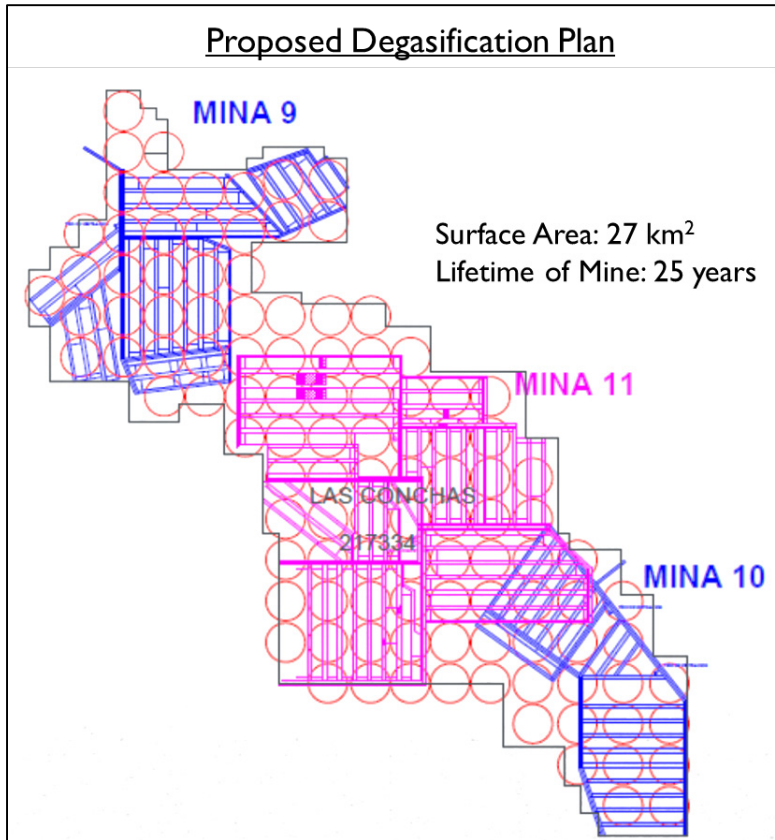 Proposed Degasification Plan
MINA 9
Surface Area: 27 km²
Lifetime of Mine: 25 years
MINA 11
LAS CONCHAS
217334
MINA 10